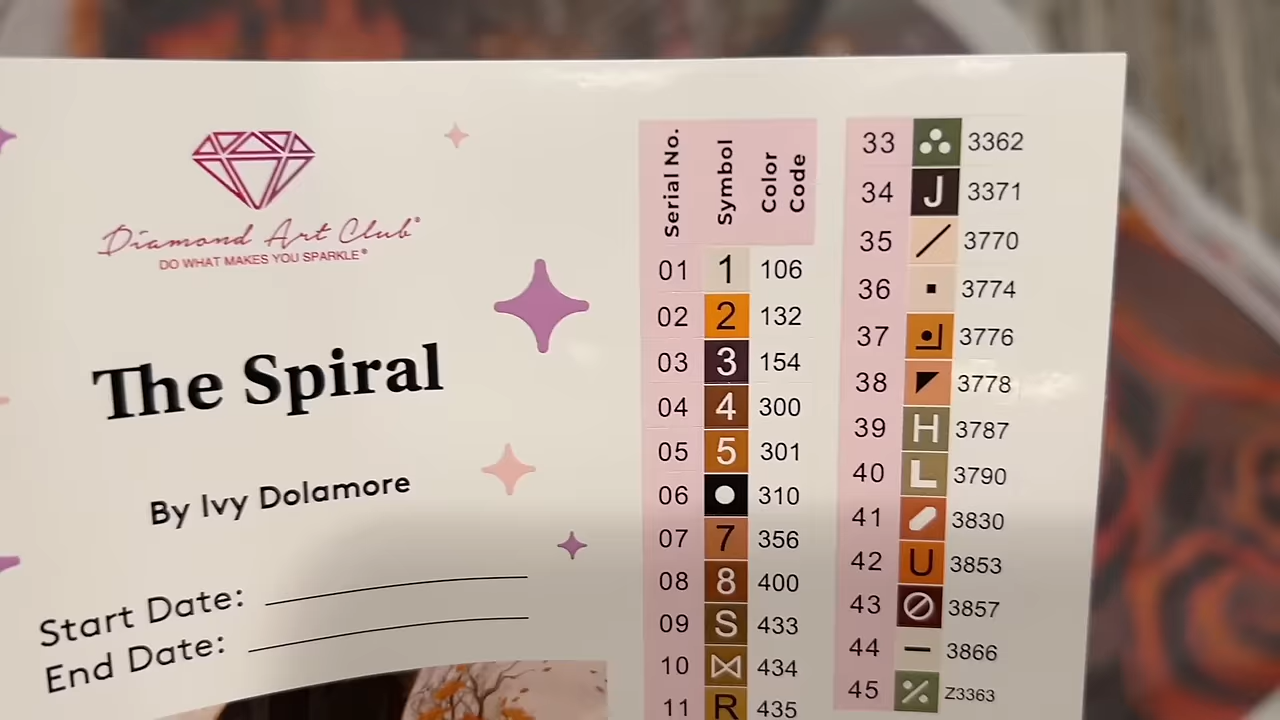 Diamond Art Club®
DO WHAT MAKES YOU SPARKLE®
The Spiral
By Ivy Dolamore
Start Date:
End Date:
Serial No. Symbol Color Code
01 1 106
02 2 132
03 3 154
04 4 300
05 5 301
06 310
07 7 356
08 8 400
09 S 433
10 434
11 R 435
33 3362
34 J 3371
35 3770
36 3774
37 3776
38 3778
39 H 3787
40 L 3790
41 3830
42 U 3853
43 3857
44 3866
45 Z3363